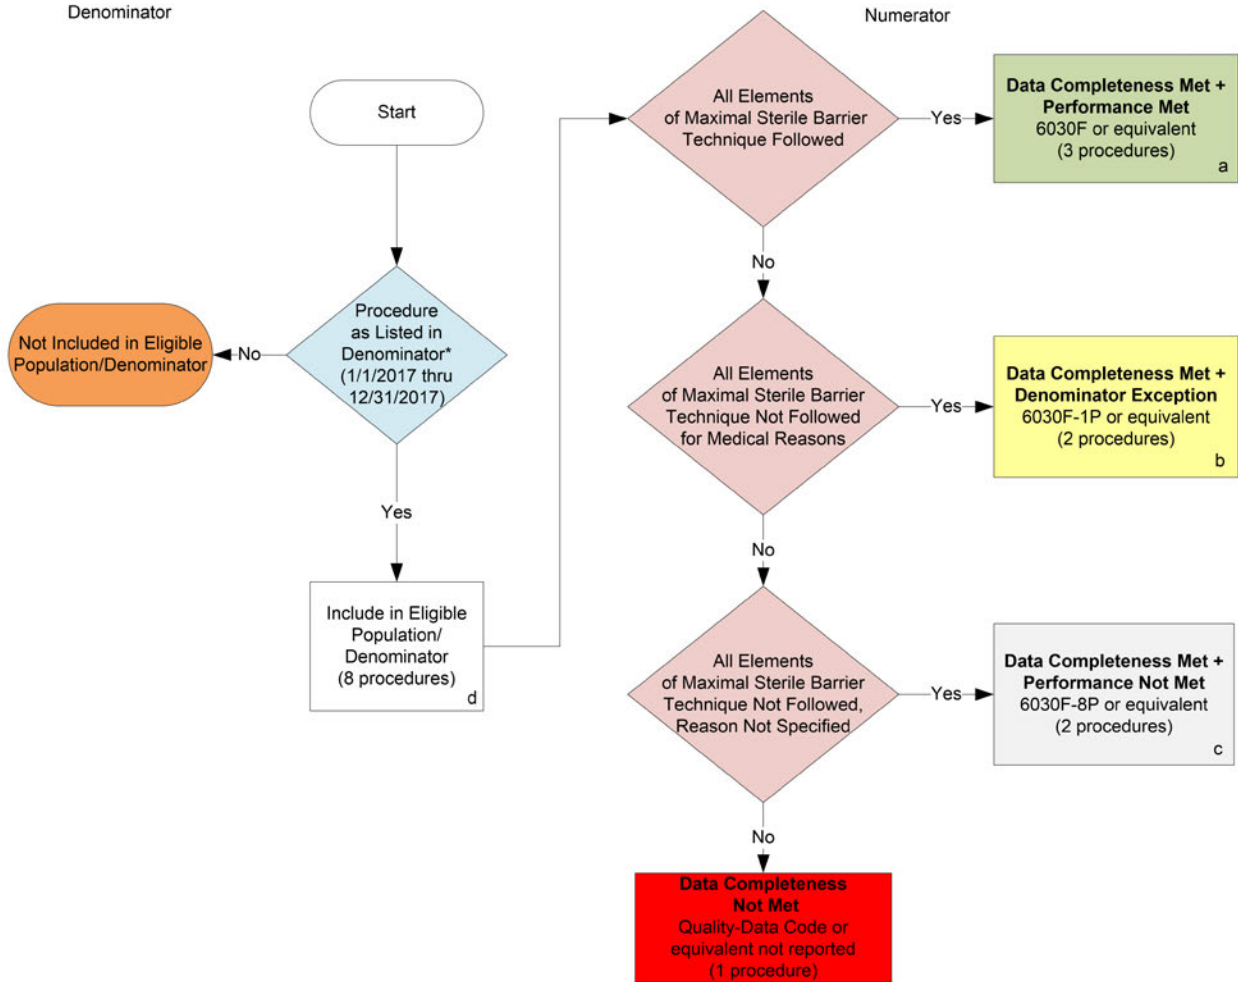 Denominator
Numerator
Start
Procedure
as Listed in
Denominator*
(1/1/2017 thru
12/31/2017)
No
Not Included in Eligible
Population/Denominator
Yes
Include in Eligible
Population/
Denominator
(8 procedures)
d
All Elements
of Maximal Sterile Barrier
Technique Followed
Yes
Data Completeness Met +
Performance Met
6030F or equivalent
(3 procedures)
a
No
All Elements
of Maximal Sterile Barrier
Technique Not Followed
for Medical Reasons
Yes
Data Completeness Met +
Denominator Exception
6030F-1P or equivalent
(2 procedures)
b
No
All Elements
of Maximal Sterile Barrier
Technique Not Followed,
Reason Not Specified
Yes
Data Completeness Met +
Performance Not Met
6030F-8P or equivalent
(2 procedures)
c
No
Data Completeness
Not Met
Quality-Data Code or
equivalent not reported
(1 procedure)